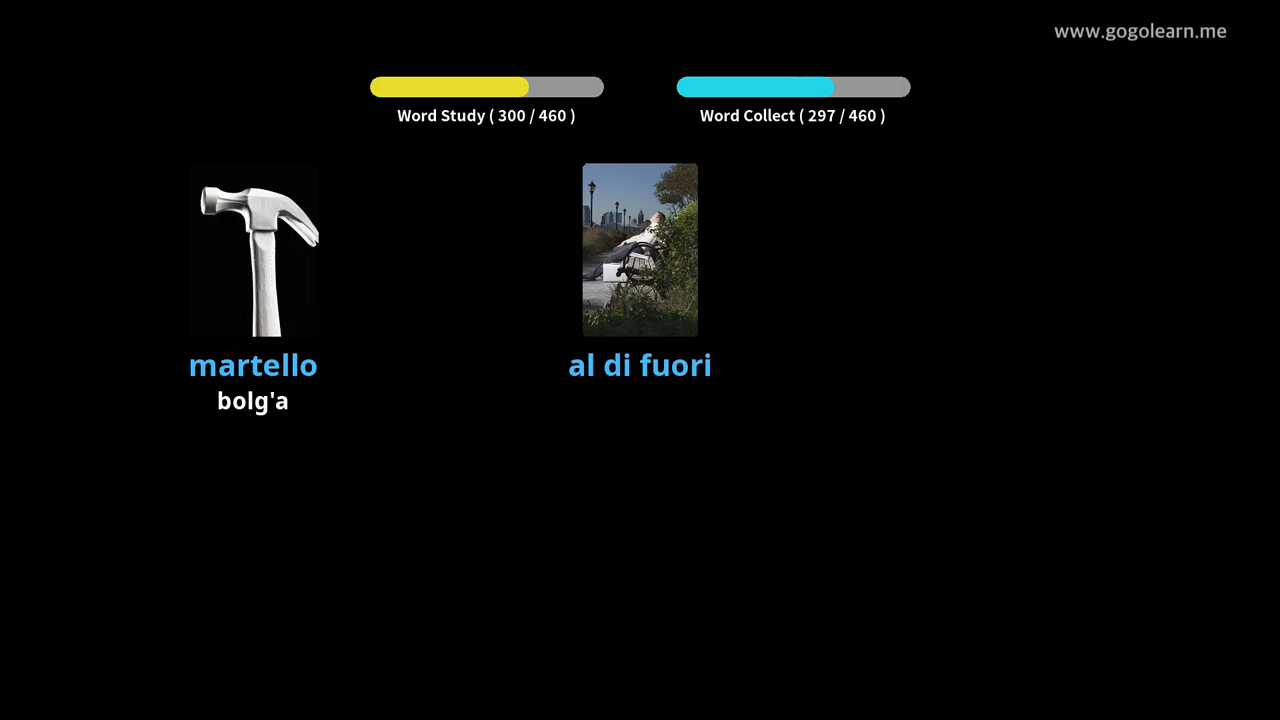 www.gogolearn.me
Word Study ( 300 / 460 )
Word Collect ( 297 / 460 )
martello
bolg'a
al di fuori